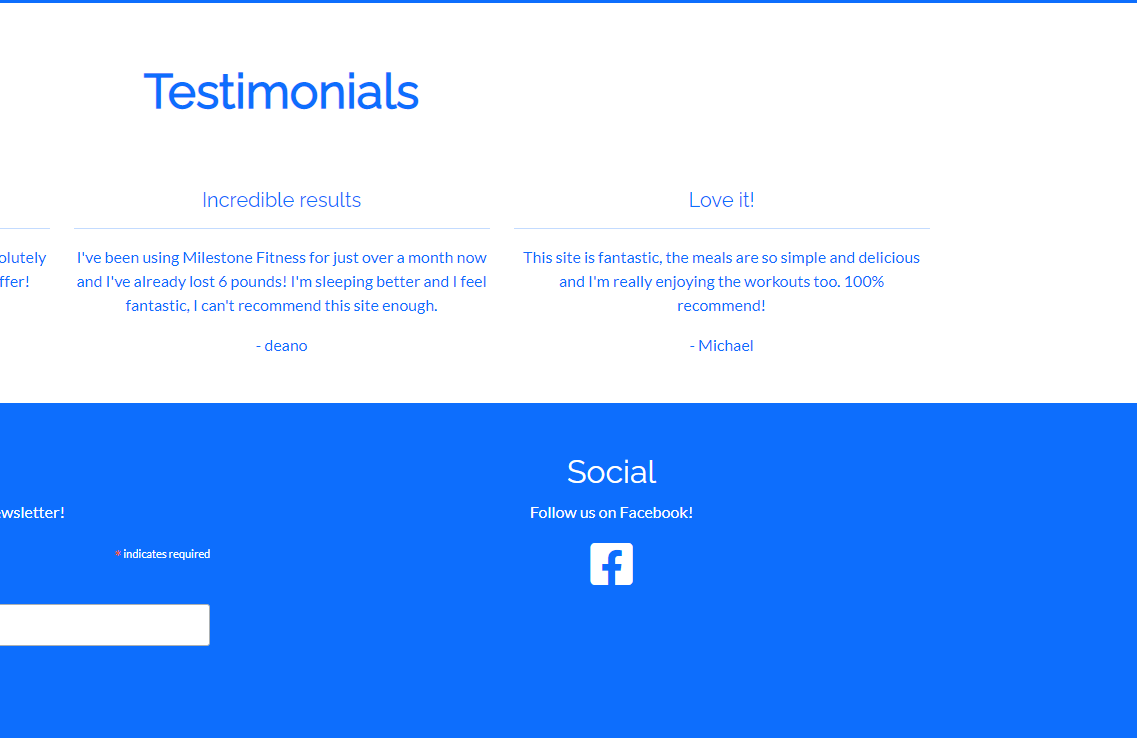 Testimonials
Incredible results
Love it!
I've been using Milestone Fitness for just over a month now
and I've already lost 6 pounds! I'm sleeping better and I feel
fantastic, I can't recommend this site enough.
- deano
This site is fantastic, the meals are so simple and delicious
and I'm really enjoying the workouts too. 100%
recommend!
- Michael
Social
Follow us on Facebook!
* indicates required